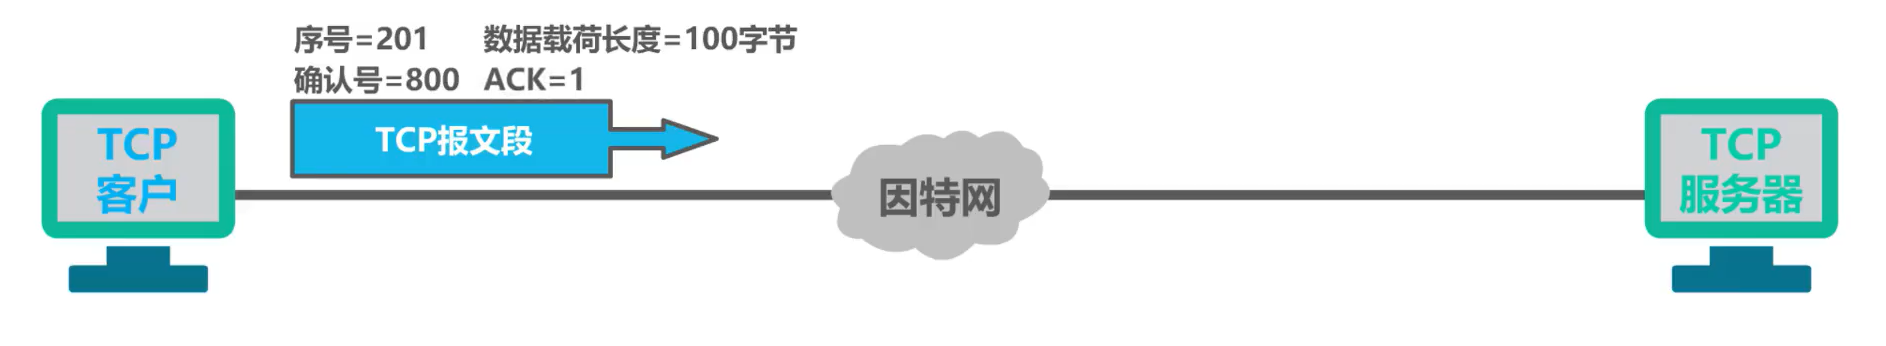 序号=201 数据载荷长度=100字节
确认号=800 ACK=1
TCP报文段
TCP
客户
因特网
TCP
服务器